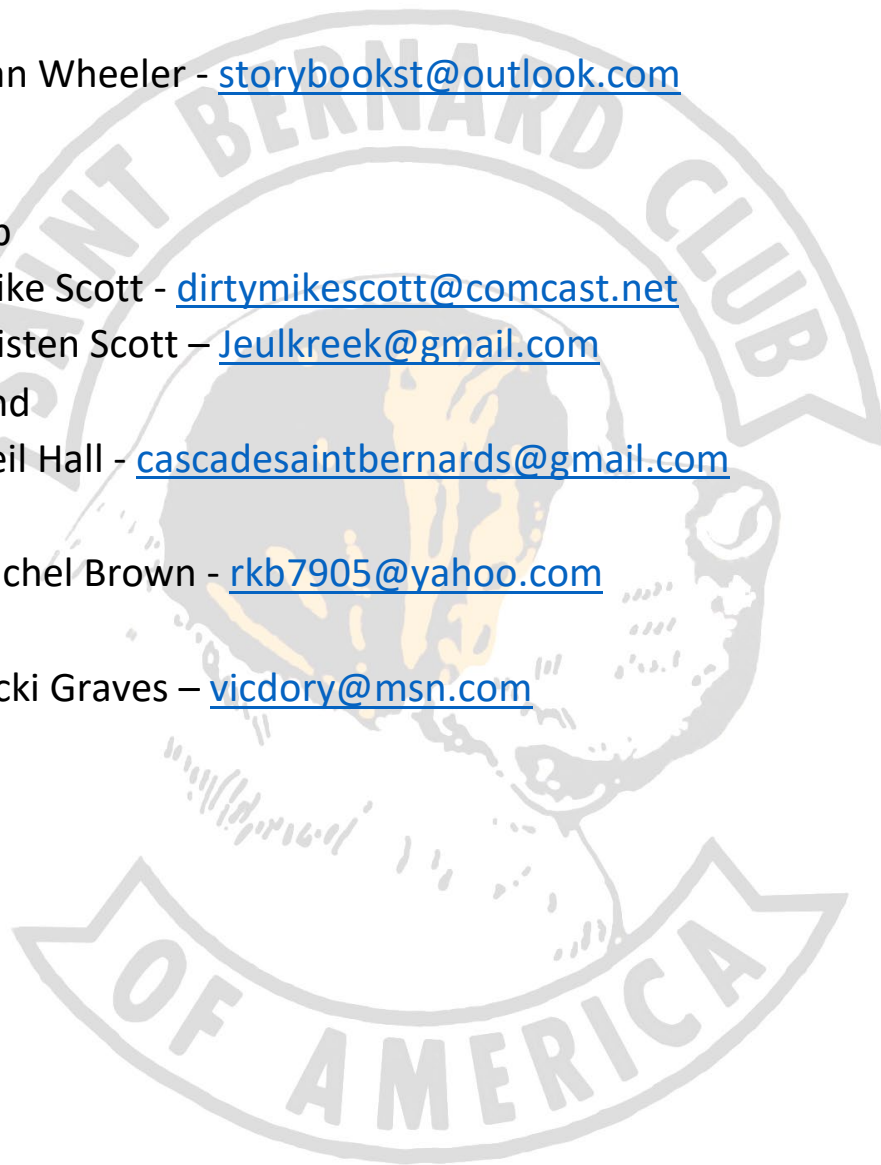 an Wheeler - storybookst@outlook.com
SAINT BERNARD CLUB
ike Scott - dirtymikescott@comcast.net
isten Scott – Jeulkreek@gmail.com
nd
eil Hall - cascadesaintbernards@gmail.com
chel Brown - rkb7905@yahoo.com
cki Graves – vicdory@msn.com
OF AMERICA